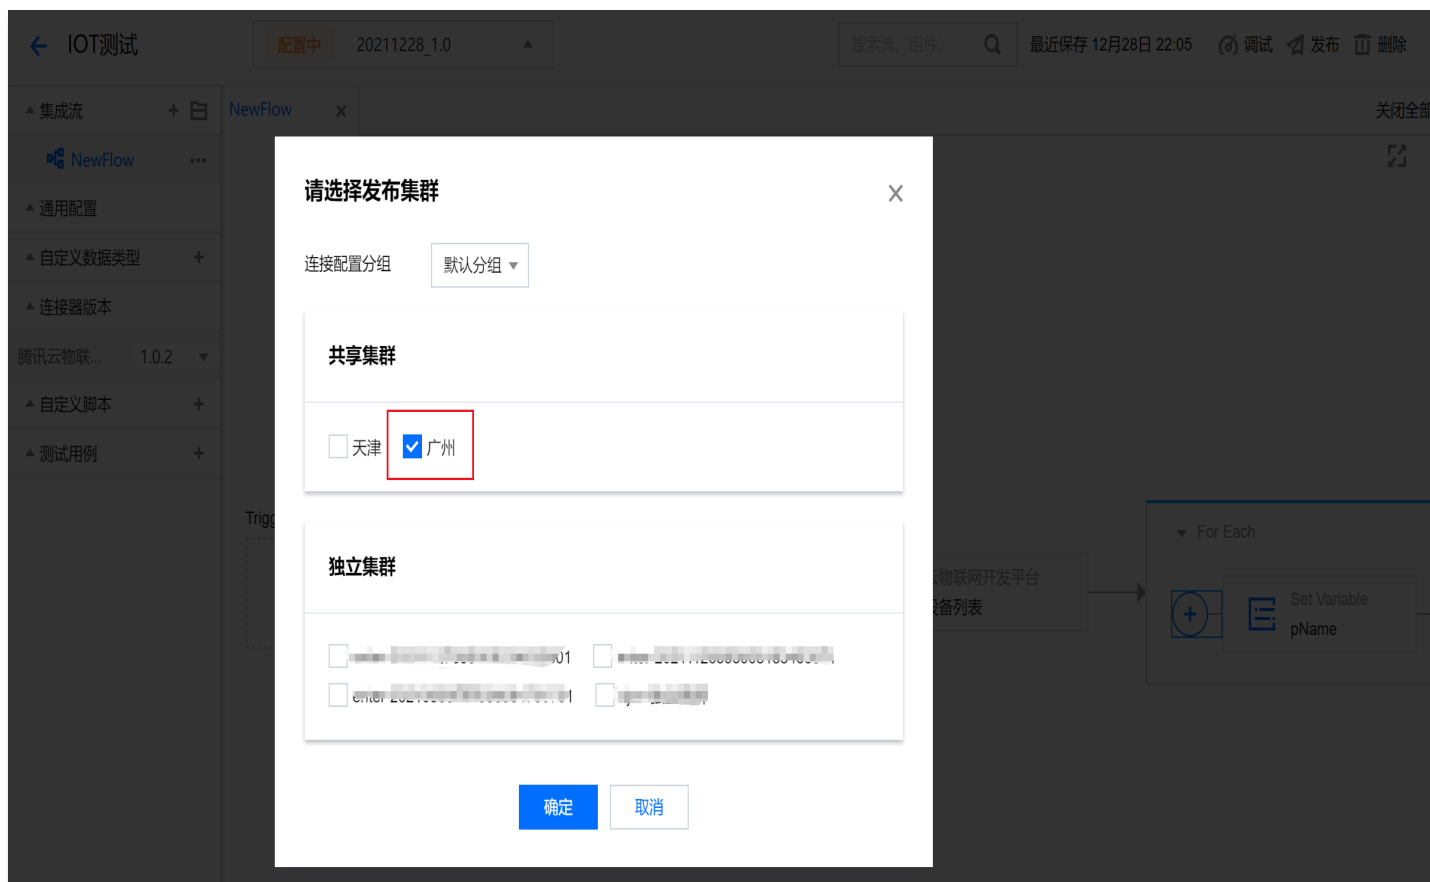 IOT测试 配置中 20211228_1.0 搜索流、组件、 最近保存 12月28日 22:05 调试 发布 删除
集成流 NewFlow 关闭全部
NewFlow
通用配置
自定义数据类型
连接器版本
腾讯云物联... 1.0.2
自定义脚本
测试用例
请选择发布集群
连接配置分组 默认分组
共享集群
天津 广州
独立集群
确定 取消
Trigg
物联网开发平台
设备列表
For Each
Set Variable
pName